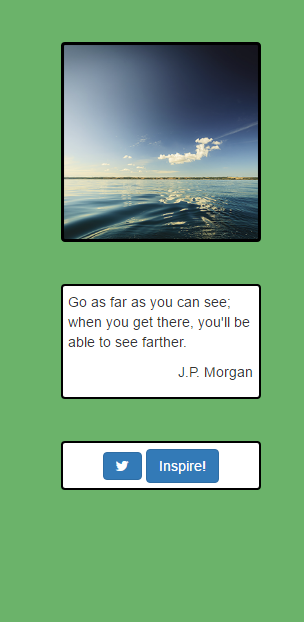 Go as far as you can see;
when you get there, you'll be
able to see farther.
J.P. Morgan
Inspire!